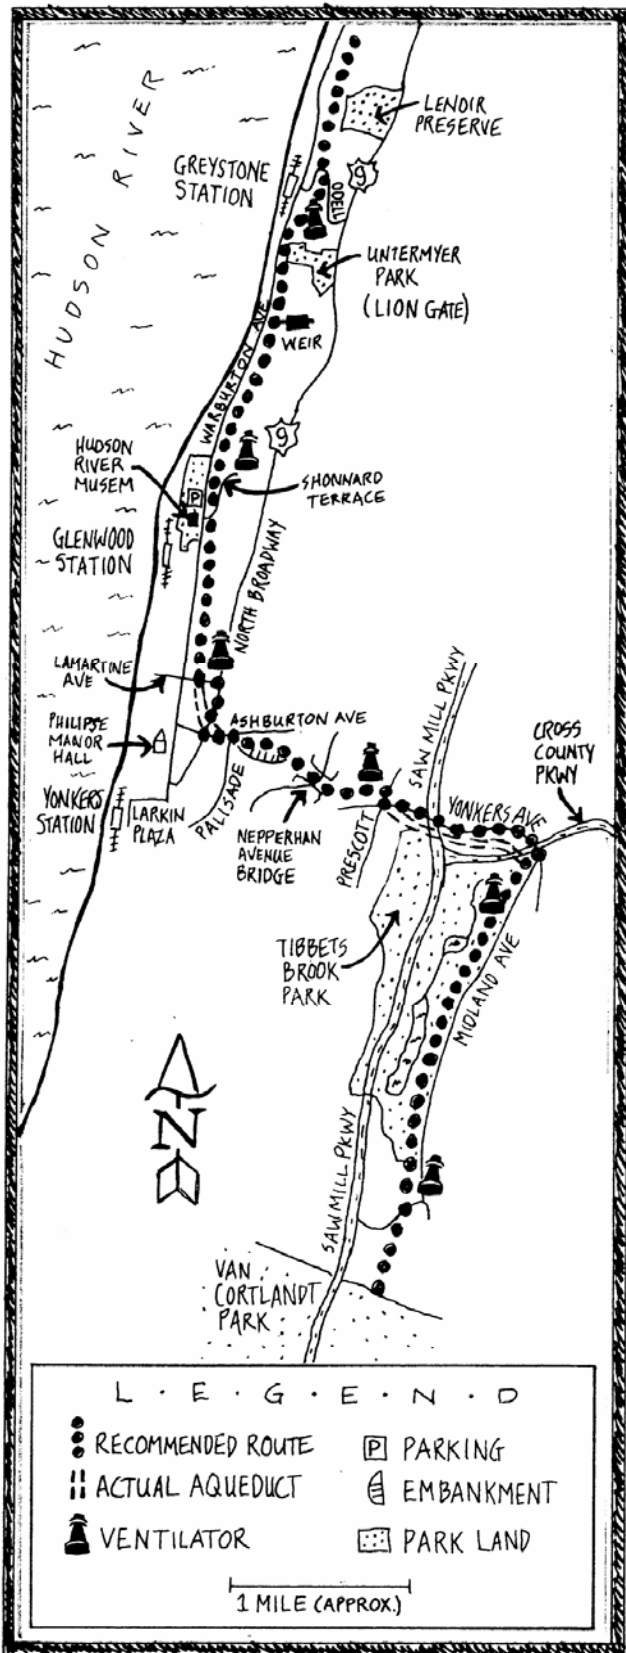 HUDSON RIVER
LENOIR
PRESERVE
GREYSTONE
STATION
9
ODELL
UNTERMYER
PARK
(LION GATE)
WEIR
WARBURTON AVE
9
HUDSON
RIVER
MUSEM
P
SHONNARD
TERRACE
GLENWOOD
STATION
NORTH BROADWAY
LAMARTINE
AVE
SAW MILL PKWY
PHILIPSE
MANOR
HALL
ASHBURTON AVE
CROSS
COUNTY
PKWY
YONKERS
STATION
LARKIN
PLAZA
PALISADE
NEPPERHAN
AVENUE
BRIDGE
PRESCOTT
YONKERS AVE
TIBBETS
BROOK
PARK
MIDLAND AVE
N
SAW MILL PKWY
VAN
CORTLANDT
PARK
L · E · G · E · N · D
RECOMMENDED ROUTE
P PARKING
ACTUAL AQUEDUCT
EMBANKMENT
VENTILATOR
PARK LAND
1 MILE (APPROX.)